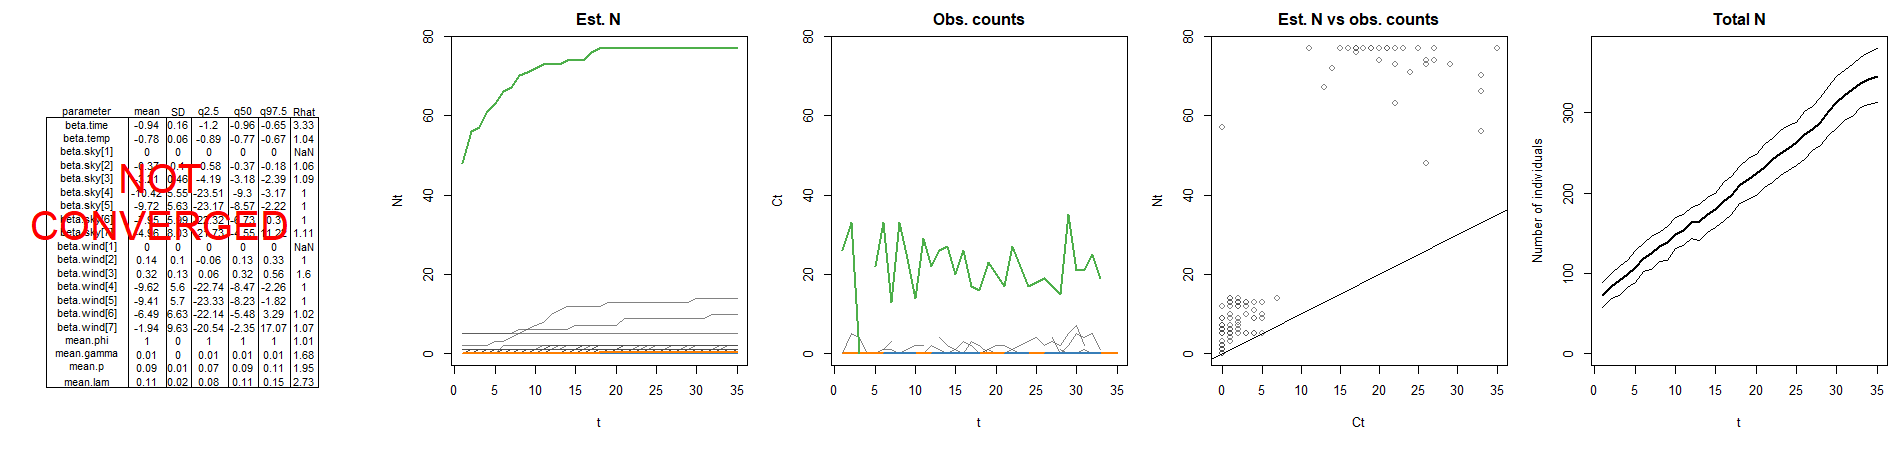 parameter mean SD q2.5 q50 q97.5 Rhat
beta.time -0.94 0.16 -1.2 -0.96 -0.65 3.33
beta.temp -0.78 0.06 -0.89 -0.77 -0.67 1.04
beta.sky[1] 0 0 0 0 0 NaN
beta.sky[2] -0.37 -0.58 -0.37 -0.18 1.06
beta.sky[3] 0.46 -4.19 -3.18 -2.39 1.09
beta.sky[4] -10.42 5.55 -23.51 -9.3 -3.17 1
beta.sky[5] -9.72 5.63 -23.17 -8.57 -2.22 1
beta.sky[6] 1
beta.sky[7] -4.96 8.03 1.11
beta.wind[1] 0 0 0 0 0 NaN
beta.wind[2] 0.14 0.1 -0.06 0.13 0.33 1
beta.wind[3] 0.32 0.13 0.06 0.32 0.56 1.6
beta.wind[4] -9.62 5.6 -22.74 -8.47 -2.26 1
beta.wind[5] -9.41 5.7 -23.33 -8.23 -1.82 1
beta.wind[6] -6.49 6.63 -22.14 -5.48 3.29 1.02
beta.wind[7] -1.94 9.63 -20.54 -2.35 17.07 1.07
mean.phi 1 0 1 1 1 1.01
mean.gamma 0.01 0 0.01 0.01 0.01 1.68
mean.p 0.09 0.01 0.07 0.09 0.11 1.95
mean.lam 0.11 0.02 0.08 0.11 0.15 2.73
NOT
CONVERGED
Est. N
Nt
80
60
40
20
0
0 5 10 15 20 25 30 35
t
Obs. counts
Ct
80
60
40
20
0
0 5 10 15 20 25 30 35
t
Est. N vs obs. counts
Nt
80
60
40
20
0
0 5 10 15 20 25 30 35
Ct
Total N
Number of individuals
300
200
100
0
0 5 10 15 20 25 30 35
t